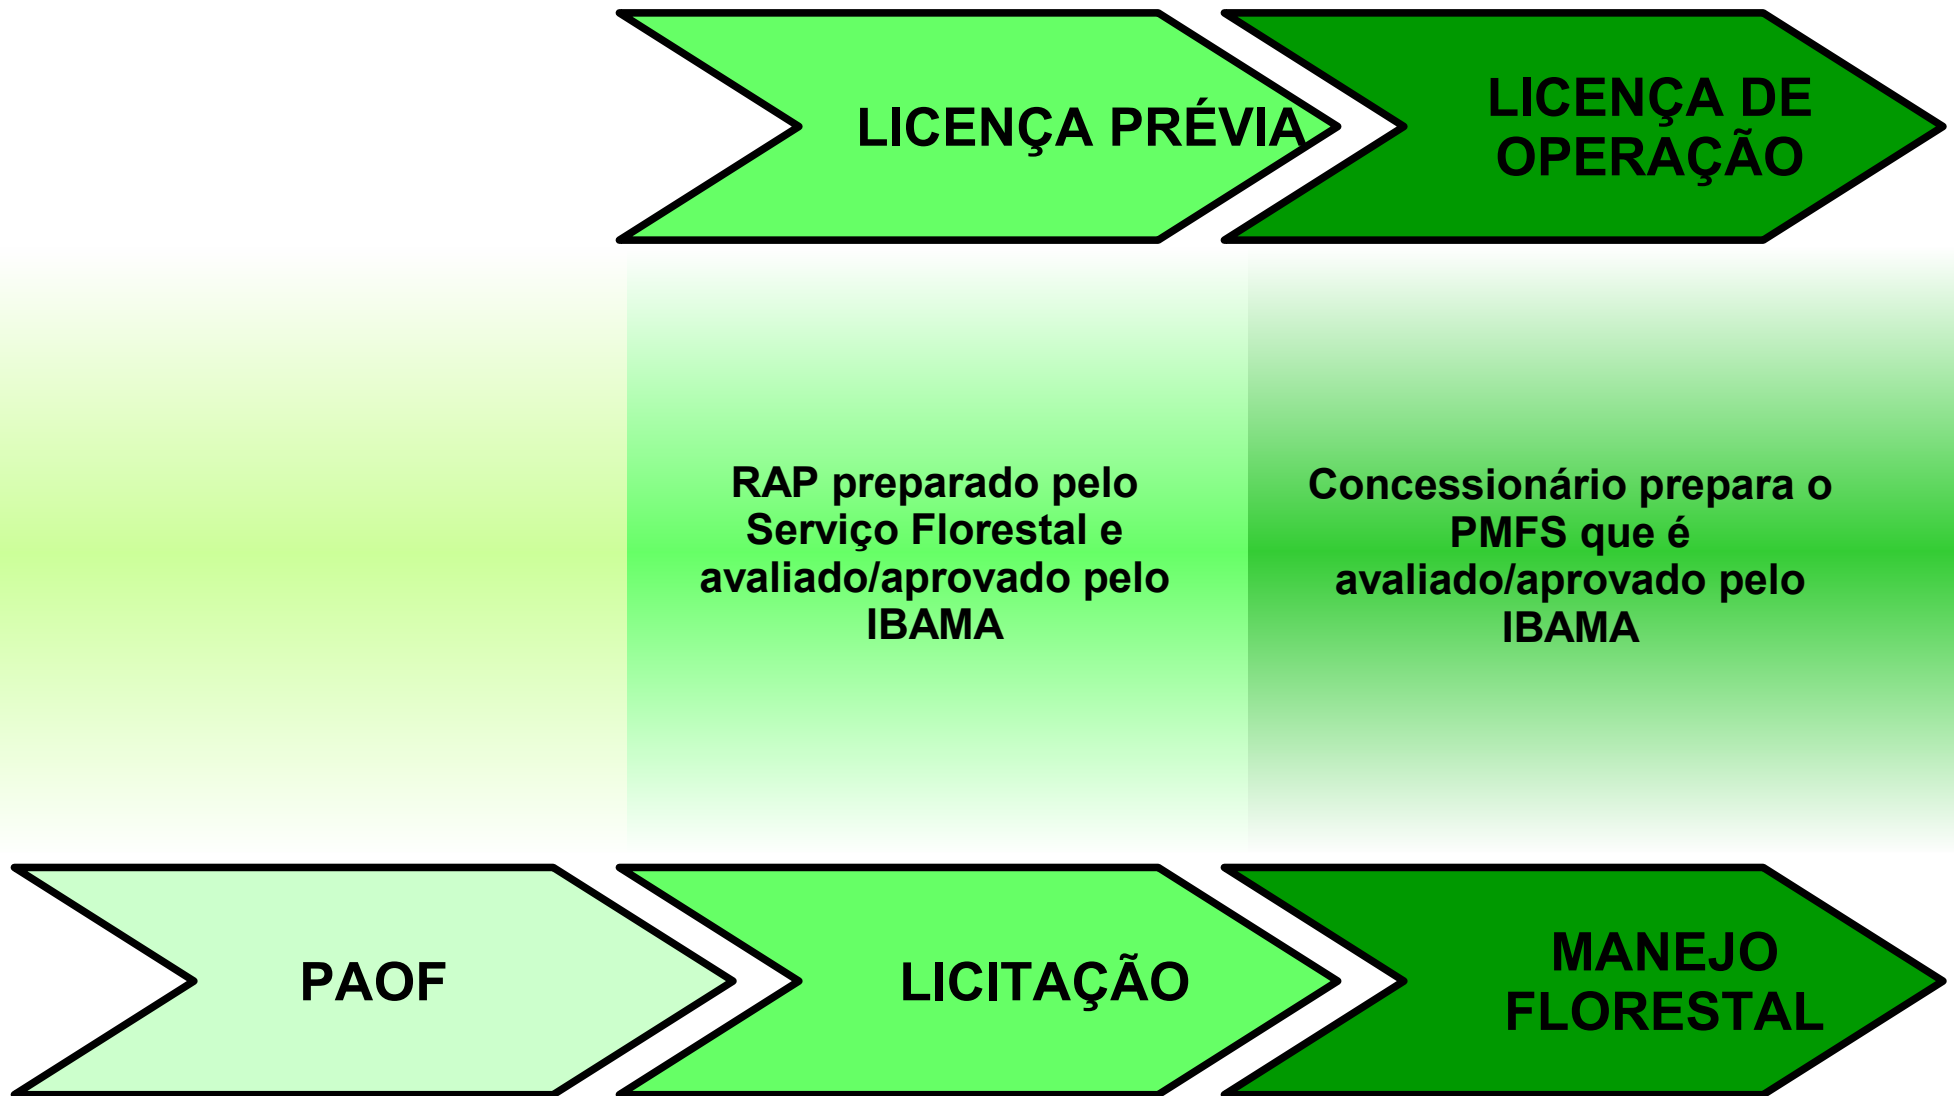 LICENÇA PRÉVIA
LICENÇA DE
OPERAÇÃO
RAP preparado pelo
Serviço Florestal e
avaliado/aprovado pelo
IBAMA
Concessionário prepara o
PMFS que é
avaliado/aprovado pelo
IBAMA
PAOF
LICITAÇÃO
MANEJO
FLORESTAL